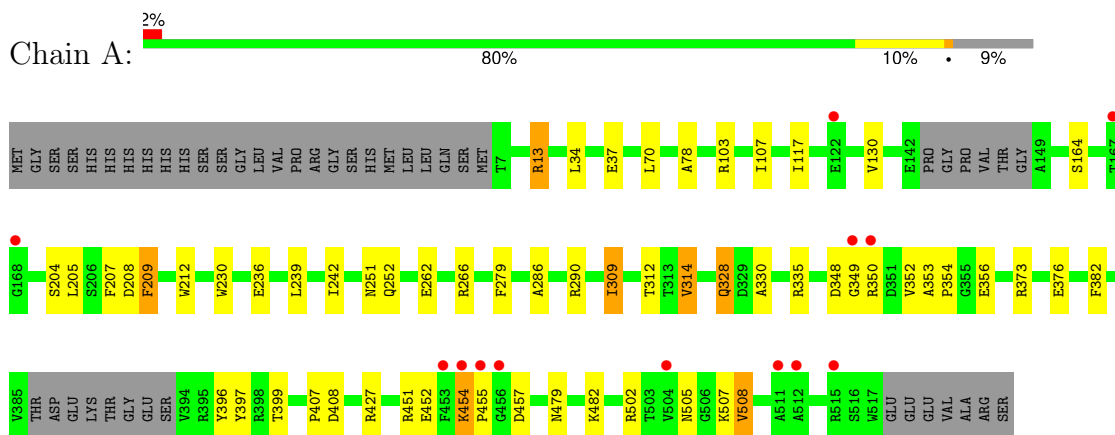 2%
Chain A:
80% 10% • 9%
MET GLY SER SER HIS HIS HIS HIS HIS HIS SER SER GLY LEU VAL PRO ARG GLY SER HIS MET LEU LEU GLN SER MET T7 R13 L34 E37 L70 A78 R103 I107 I117 E122 V130 E142 PRO GLY PRO VAL THR GLY A149 S164 T167
G168 S204 L205 S206 F207 D208 F209 W212 W230 E236 L239 I242 N251 Q252 E262 R266 F279 A286 R290 I309 T312 T313 V314 Q328 D329 A330 R335 D348 G349 R350 D351 V352 A353 P354 G355 E356 R373 E376 F382
V385 THR ASP GLU LYS THR GLY GLU SER V394 R395 Y396 Y397 R398 T399 P407 D408 R427 R451 E452 F453 K454 P455 G456 D457 N479 K482 R502 T503 V504 N505 G506 K507 V508 A511 A512 R515 S516 W517 GLU GLU GLU VAL ALA ARG SER